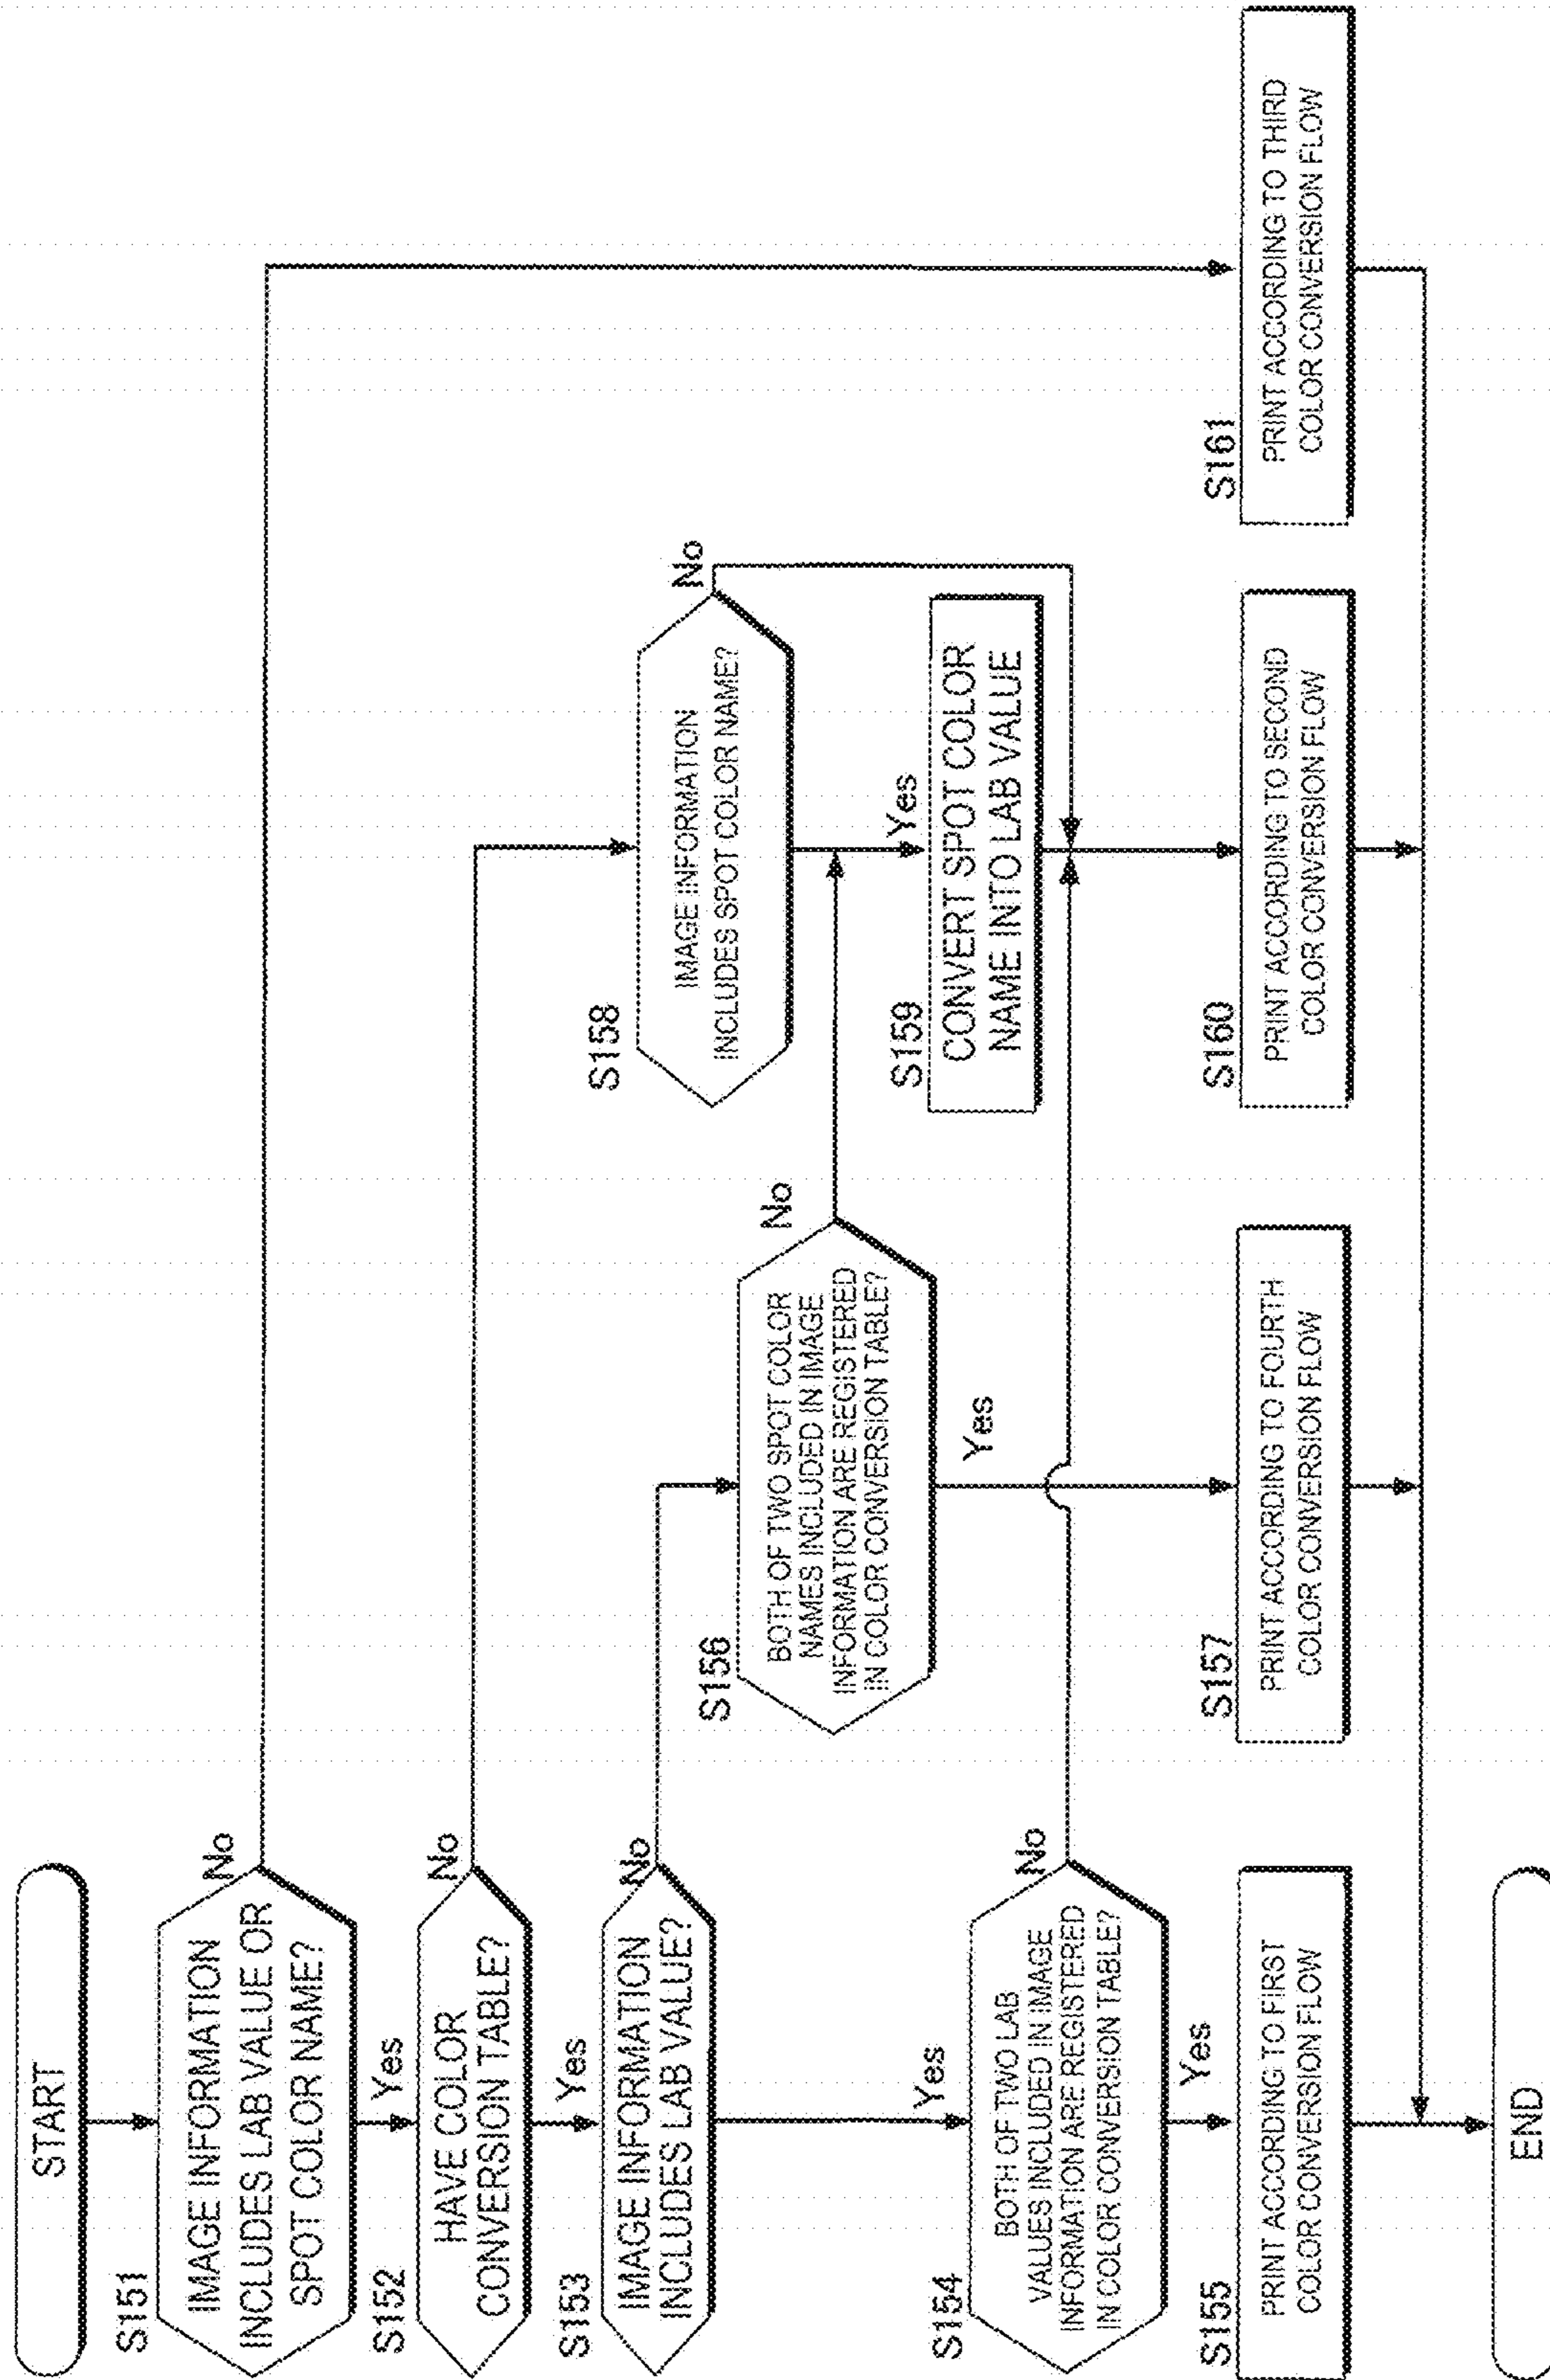 START
S151
IMAGE INFORMATION
INCLUDES LAB VALUE OR
SPOT COLOR NAME?
No
Yes
S152
HAVE COLOR
CONVERSION TABLE?
No
Yes
S153
IMAGE INFORMATION
INCLUDES LAB VALUE?
No
Yes
S154
BOTH OF TWO LAB
VALUES INCLUDED IN IMAGE
INFORMATION ARE REGISTERED
IN COLOR CONVERSION TABLE?
No
Yes
S155
PRINT ACCORDING TO FIRST
COLOR CONVERSION FLOW
S156
BOTH OF TWO SPOT COLOR
NAMES INCLUDED IN IMAGE
INFORMATION ARE REGISTERED
IN COLOR CONVERSION TABLE?
No
Yes
S157
PRINT ACCORDING TO FOURTH
COLOR CONVERSION FLOW
S158
IMAGE INFORMATION
INCLUDES SPOT COLOR NAME?
No
Yes
S159
CONVERT SPOT COLOR
NAME INTO LAB VALUE
S160
PRINT ACCORDING TO SECOND
COLOR CONVERSION FLOW
S161
PRINT ACCORDING TO THIRD
COLOR CONVERSION FLOW
END